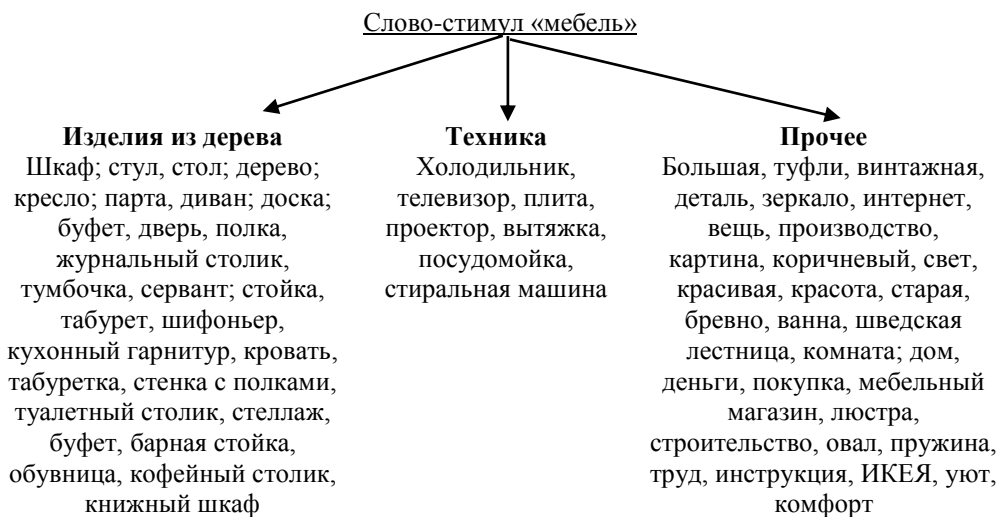 Слово-стимул «мебель»
Изделия из дерева
Шкаф; стул, стол; дерево;
кресло; парта, диван; доска;
буфет, дверь, полка,
журнальный столик,
тумбочка, сервант; стойка,
табурет, шифоньер,
кухонный гарнитур, кровать,
табуретка, стенка с полками,
туалетный столик, стеллаж,
буфет, барная стойка,
обувница, кофейный столик,
книжный шкаф
Техника
Холодильник,
телевизор, плита,
проектор, вытяжка,
посудомойка,
стиральная машина
Прочее
Большая, туфли, винтажная,
деталь, зеркало, интернет,
вещь, производство,
картина, коричневый, свет,
красивая, красота, старая,
бревно, ванна, шведская
лестница, комната; дом,
деньги, покупка, мебельный
магазин, люстра,
строительство, овал, пружина,
труд, инструкция, ИКЕЯ, уют,
комфорт